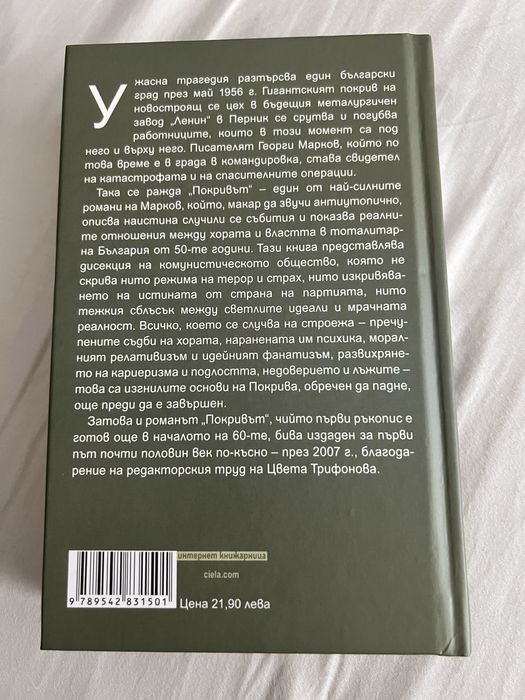 Ужасна трагедия разтърсва един български
град през май 1956 г. Гигантският покрив на
новостроящ се цех в бъдещия металургичен
завод „Ленин“ в Перник се срутва и погубва
работниците, които в този момент са под
него и върху него. Писателят Георги Марков, който по
това време е в града в командировка, става свидетел
на катастрофата и на спасителните операции.
Така се ражда „Покривът“ – един от най-силните
романи на Марков, който, макар да звучи антиутопично,
описва наистина случили се събития и показва реални-
те отношения между хората и властта в тоталитар-
на България от 50-те години. Тази книга представлява
дисекция на комунистическото общество, която не
скрива нито режима на терор и страх, нито изкривява-
нето на истината от страна на партията, нито
тежкия сблъсък между светлите идеали и мрачната
реалност. Всичко, което се случва на строежа – пречу-
пените съдби на хората, наранената им психика, морал-
ният релативизъм и идейният фанатизъм, развихряне-
то на кариеризма и подлостта, недоверието и лъжите –
това са изгнилите основи на Покрива, обречен да падне,
още преди да е завършен.
Затова и романът „Покривът“, чийто първи ръкопис е
готов още в началото на 60-те, бива издаден за първи
път почти половин век по-късно – през 2007 г., благода-
рение на редакторския труд на Цвета Трифонова.
интернет книжарница
ciela.com
9 789542 831501
Цена 21,90 лева